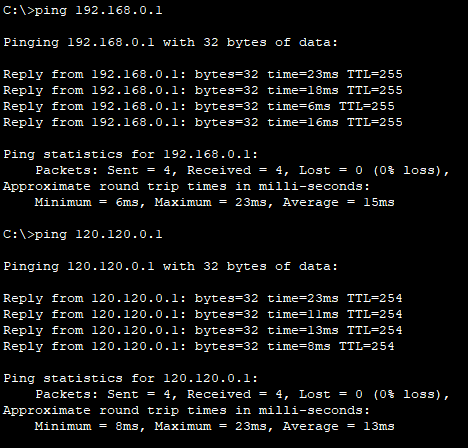 C:\>ping 192.168.0.1
Pinging 192.168.0.1 with 32 bytes of data:
Reply from 192.168.0.1: bytes=32 time=23ms TTL=255
Reply from 192.168.0.1: bytes=32 time=18ms TTL=255
Reply from 192.168.0.1: bytes=32 time=6ms TTL=255
Reply from 192.168.0.1: bytes=32 time=16ms TTL=255
Ping statistics for 192.168.0.1:
    Packets: Sent = 4, Received = 4, Lost = 0 (0% loss),
Approximate round trip times in milli-seconds:
    Minimum = 6ms, Maximum = 23ms, Average = 15ms
C:\>ping 120.120.0.1
Pinging 120.120.0.1 with 32 bytes of data:
Reply from 120.120.0.1: bytes=32 time=23ms TTL=254
Reply from 120.120.0.1: bytes=32 time=11ms TTL=254
Reply from 120.120.0.1: bytes=32 time=13ms TTL=254
Reply from 120.120.0.1: bytes=32 time=8ms TTL=254
Ping statistics for 120.120.0.1:
    Packets: Sent = 4, Received = 4, Lost = 0 (0% loss),
Approximate round trip times in milli-seconds:
    Minimum = 8ms, Maximum = 23ms, Average = 13ms